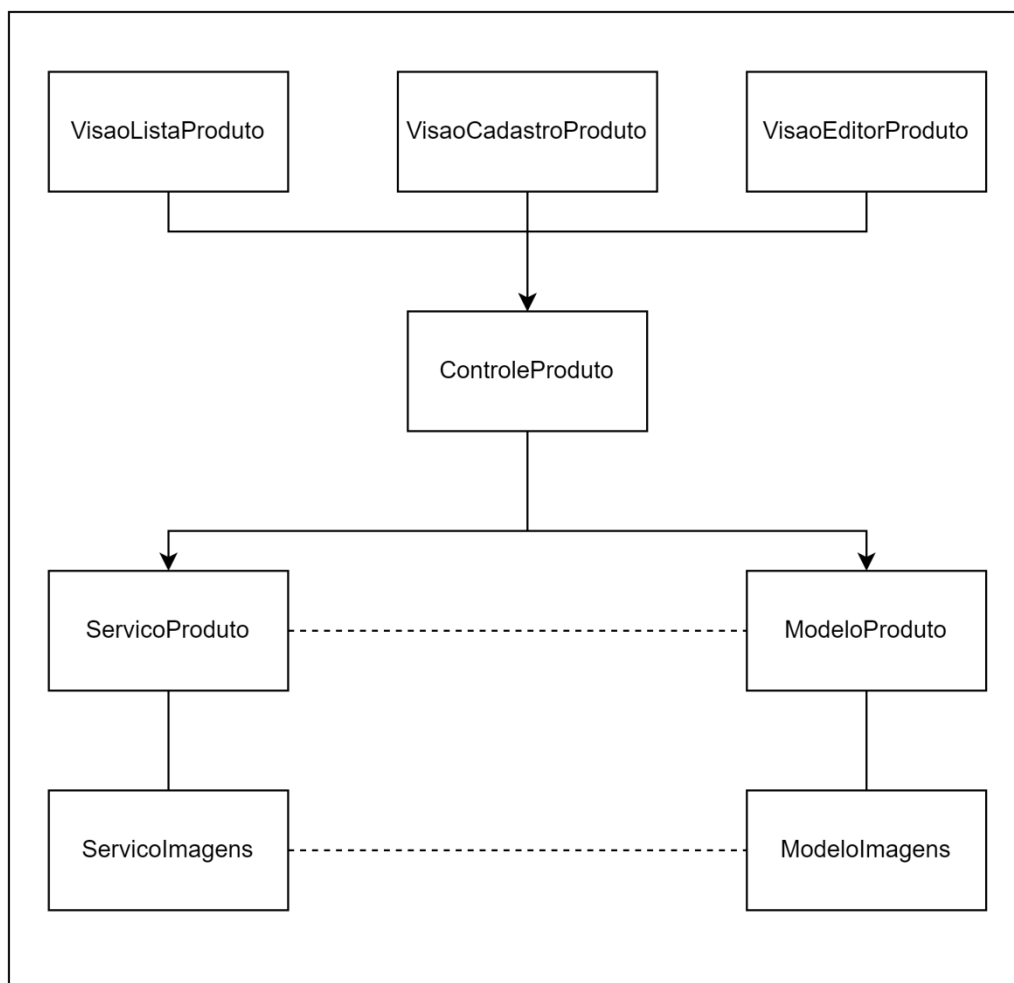 VisaoListaProduto
VisaoCadastroProduto
VisaoEditorProduto
ControleProduto
ServicoProduto
ModeloProduto
ServicoImagens
ModeloImagens